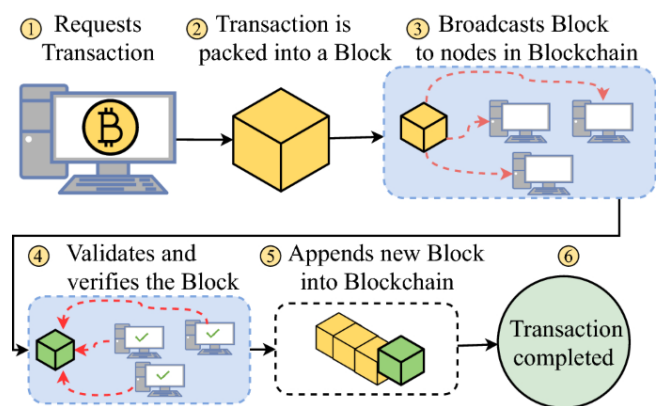 1 Requests
Transaction
2 Transaction is
packed into a Block
3 Broadcasts Block
to nodes in Blockchain
₿
4 Validates and
verifies the Block
5 Appends new Block
into Blockchain
6
Transaction
completed